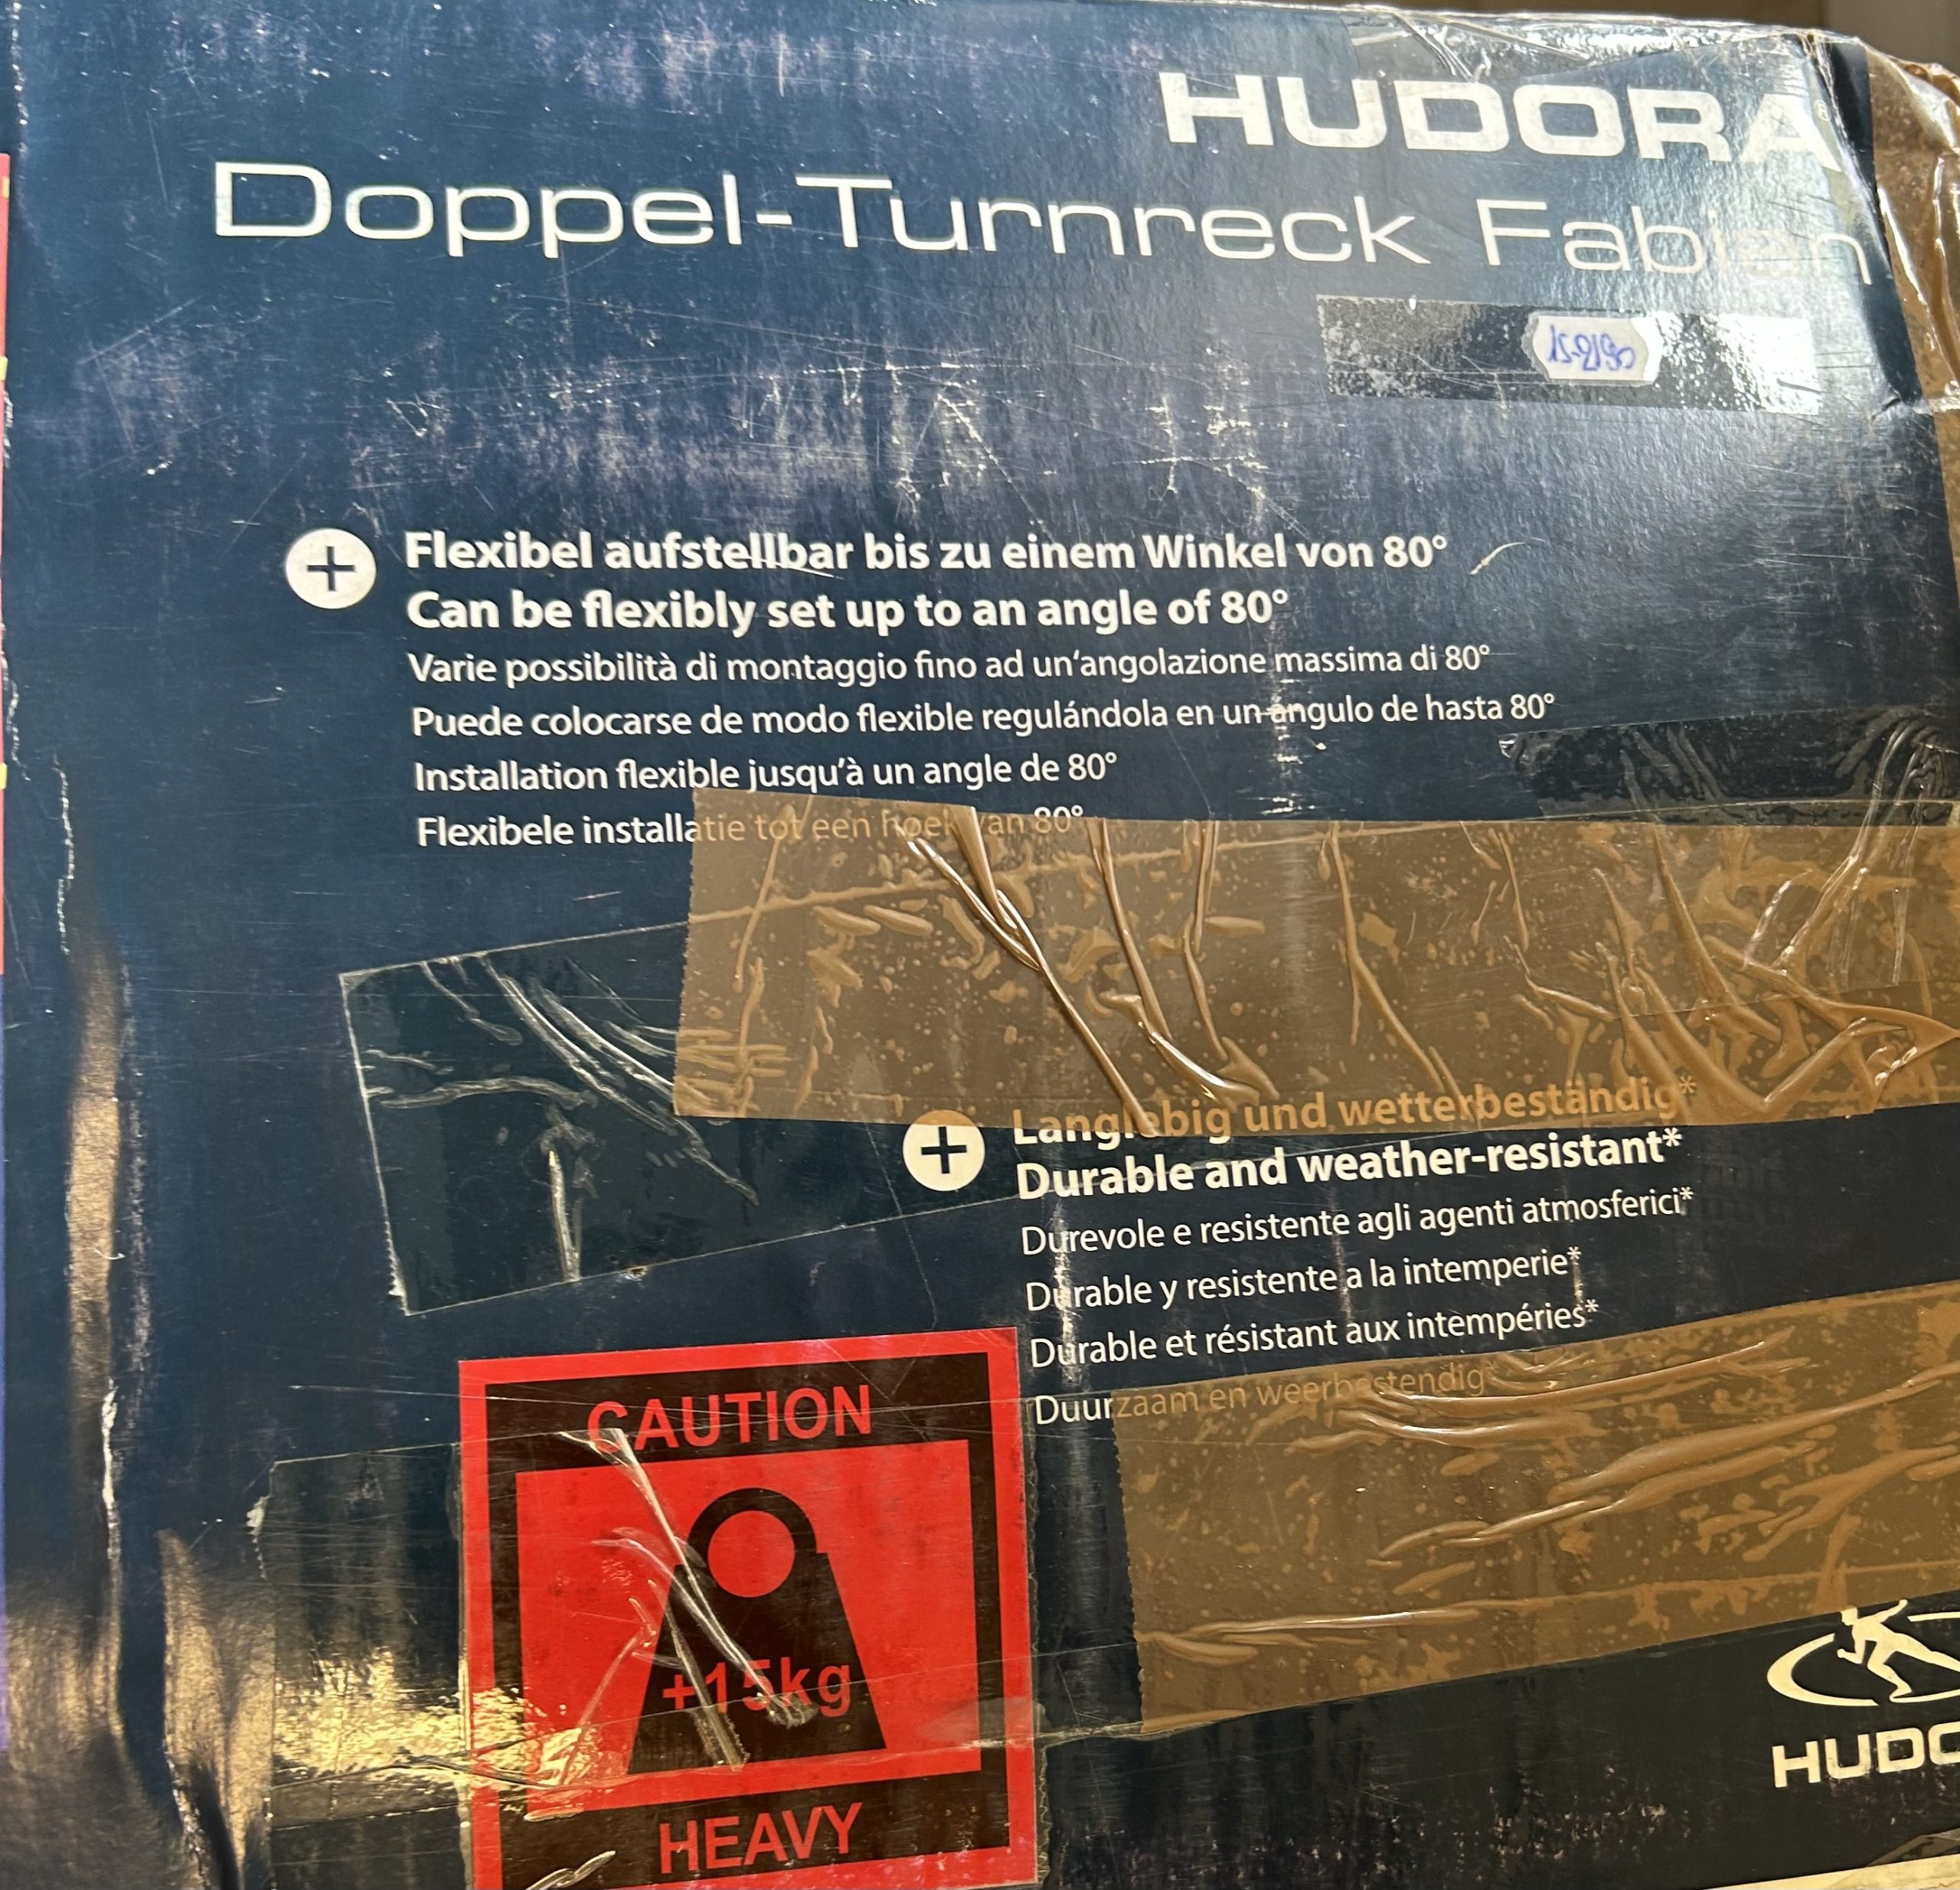 HUDORA
Doppel-Turnreck Fabian
Flexibel aufstellbar bis zu einem Winkel von 80°
Can be flexibly set up to an angle of 80°
Varie possibilità di montaggio fino ad un'angolazione massima di 80°
Puede colocarse de modo flexible regulándola en un ángulo de hasta 80°
Installation flexible jusqu'à un angle de 80°
Flexibele installatie tot een hoek van 80°
Langlebig und wetterbeständig*
Durable and weather-resistant*
Durevole e resistente agli agenti atmosferici*
Durable y resistente a la intemperie*
Durable et résistant aux intempéries*
Duurzaam en weerbestendig*
CAUTION
+15kg
HEAVY
HUDO